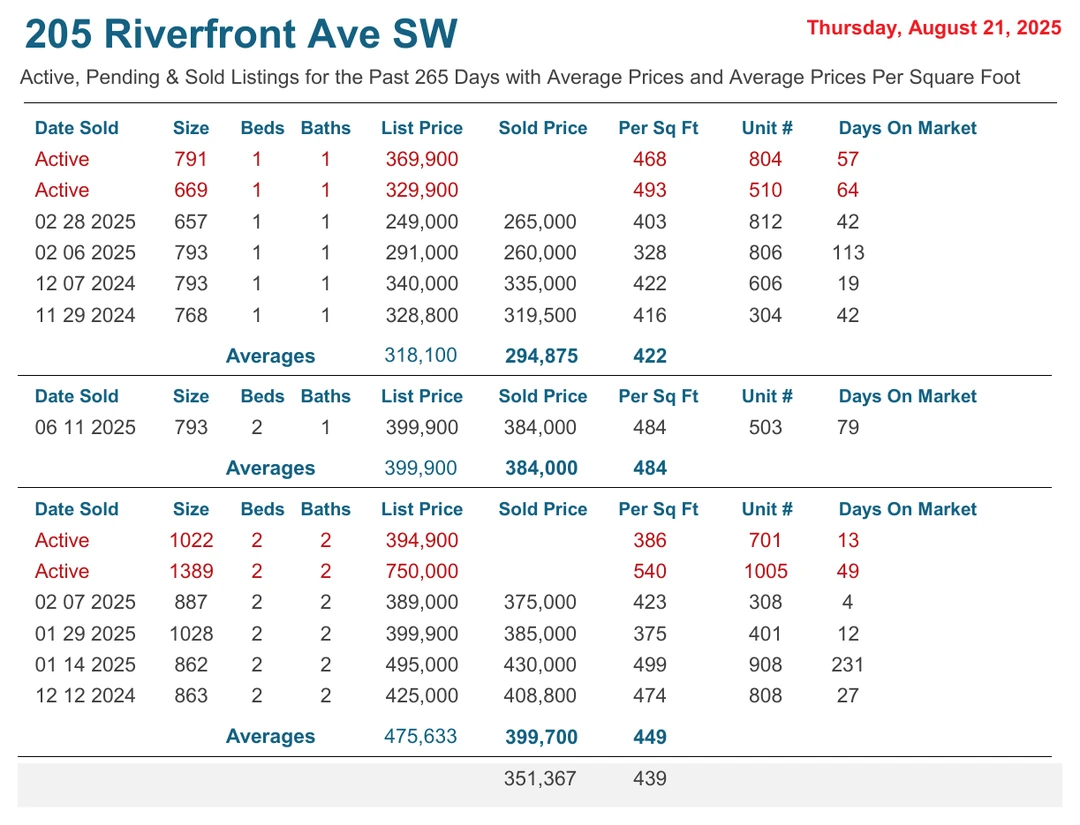 205 Riverfront Ave SW
Thursday, August 21, 2025
Active, Pending & Sold Listings for the Past 265 Days with Average Prices and Average Prices Per Square Foot
Date Sold Size Beds Baths List Price Sold Price Per Sq Ft Unit # Days On Market
Active 791 1 1 369,900 468 804 57
Active 669 1 1 329,900 493 510 64
02 28 2025 657 1 1 249,000 265,000 403 812 42
02 06 2025 793 1 1 291,000 260,000 328 806 113
12 07 2024 793 1 1 340,000 335,000 422 606 19
11 29 2024 768 1 1 328,800 319,500 416 304 42
Averages 318,100 294,875 422
Date Sold Size Beds Baths List Price Sold Price Per Sq Ft Unit # Days On Market
06 11 2025 793 2 1 399,900 384,000 484 503 79
Averages 399,900 384,000 484
Date Sold Size Beds Baths List Price Sold Price Per Sq Ft Unit # Days On Market
Active 1022 2 2 394,900 386 701 13
Active 1389 2 2 750,000 540 1005 49
02 07 2025 887 2 2 389,000 375,000 423 308 4
01 29 2025 1028 2 2 399,900 385,000 375 401 12
01 14 2025 862 2 2 495,000 430,000 499 908 231
12 12 2024 863 2 2 425,000 408,800 474 808 27
Averages 475,633 399,700 449
351,367 439